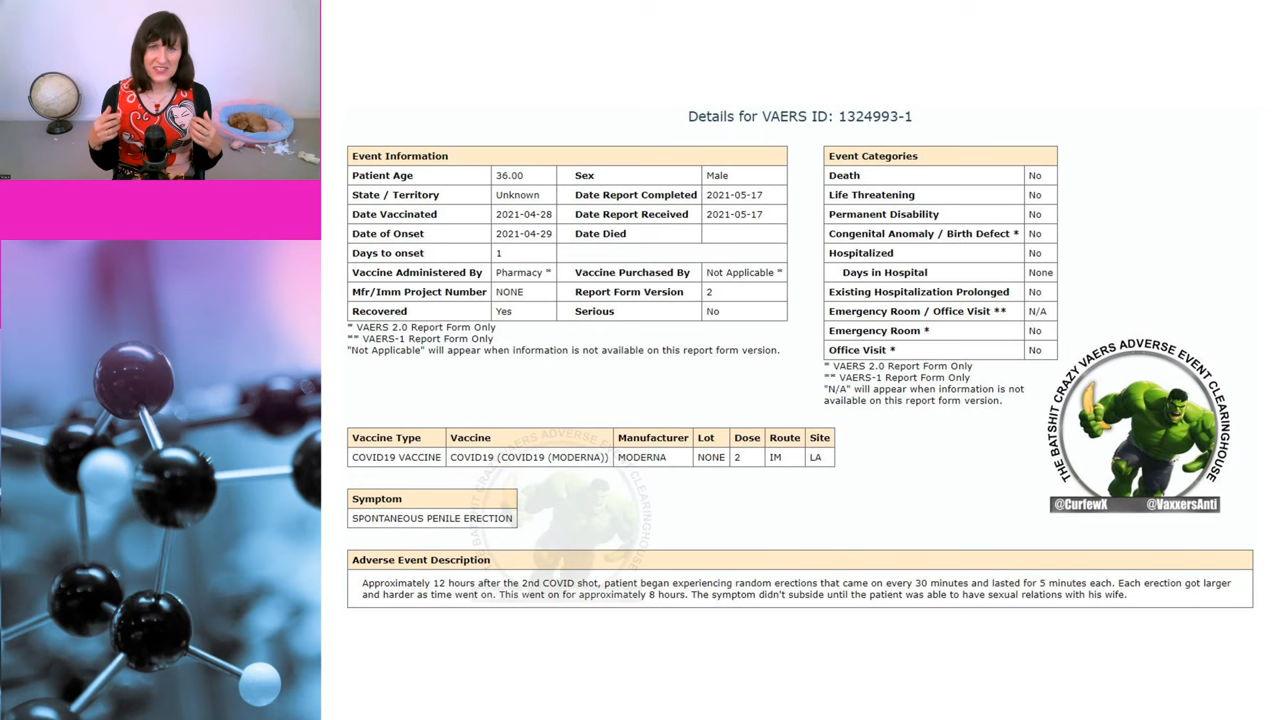 Details for VAERS ID: 1324993-1
Event Information
Patient Age 36.00 Sex Male
State / Territory Unknown Date Report Completed 2021-05-17
Date Vaccinated 2021-04-28 Date Report Received 2021-05-17
Date of Onset 2021-04-29 Date Died
Days to onset 1
Vaccine Administered By Pharmacy * Vaccine Purchased By Not Applicable *
Mfr/Imm Project Number NONE Report Form Version 2
Recovered Yes Serious No
* VAERS 2.0 Report Form Only
** VAERS-1 Report Form Only
"Not Applicable" will appear when information is not available on this report form version.
Event Categories
Death No
Life Threatening No
Permanent Disability No
Congenital Anomaly / Birth Defect * No
Hospitalized No
Days in Hospital None
Existing Hospitalization Prolonged No
Emergency Room / Office Visit ** N/A
Emergency Room * No
Office Visit * No
* VAERS 2.0 Report Form Only
** VAERS-1 Report Form Only
"N/A" will appear when information is not
available on this report form version.
THE BATSHIT CRAZY VAERS ADVERSE EVENT CLEARINGHOUSE
@CurfewX @VaxxersAnti
Vaccine Type Vaccine Manufacturer Lot Dose Route Site
COVID19 VACCINE COVID19 (COVID19 (MODERNA)) MODERNA NONE 2 IM LA
Symptom
SPONTANEOUS PENILE ERECTION
Adverse Event Description
Approximately 12 hours after the 2nd COVID shot, patient began experiencing random erections that came on every 30 minutes and lasted for 5 minutes each. Each erection got larger
and harder as time went on. This went on for approximately 8 hours. The symptom didn't subside until the patient was able to have sexual relations with his wife.